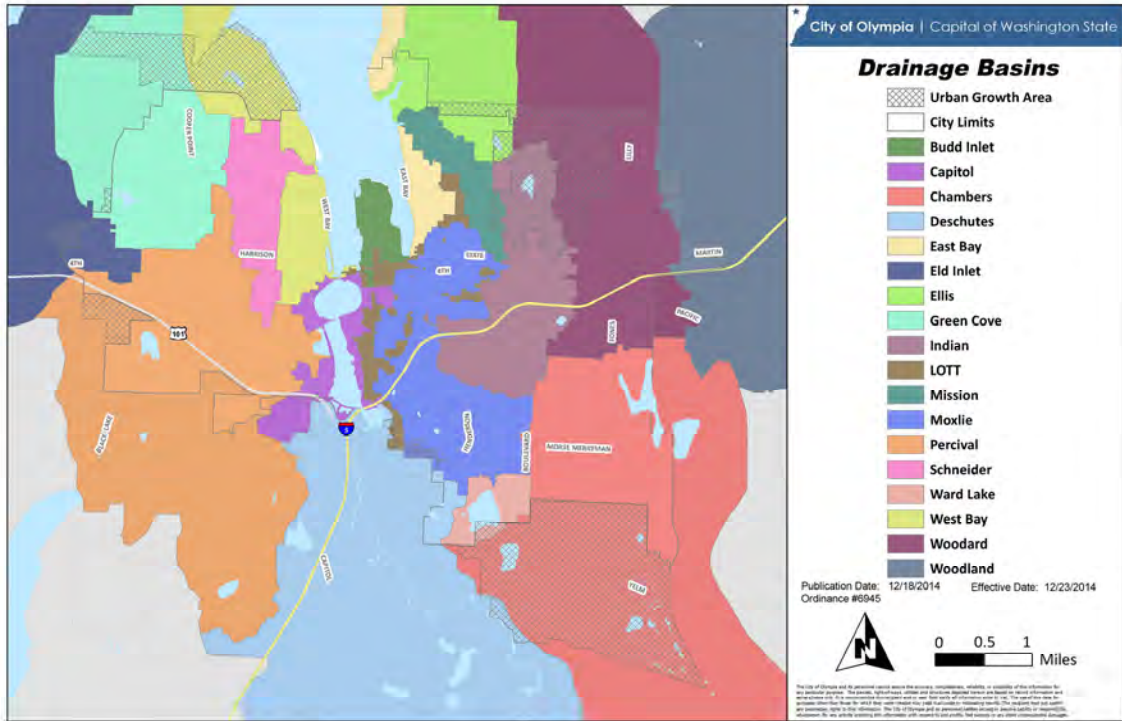 City of Olympia | Capital of Washington State
Drainage Basins
Urban Growth Area
City Limits
Budd Inlet
Capitol
Chambers
Deschutes
East Bay
Eld Inlet
Ellis
Green Cove
Indian
LOTT
Mission
Moxlie
Percival
Schneider
Ward Lake
West Bay
Woodard
Woodland
Publication Date: 12/18/2014 Effective Date: 12/23/2014
Ordinance #6945
N
0 0.5 1
Miles
COOPER POINT
WEST BAY
EAST BAY
LILLY
HARRISON
4TH
STATE
4TH
MARTIN
101
PACIFIC
BLACK LAKE
5
HENDERSON
BOULEVARD
MORSE MERRYMAN
CAPITOL
YELM